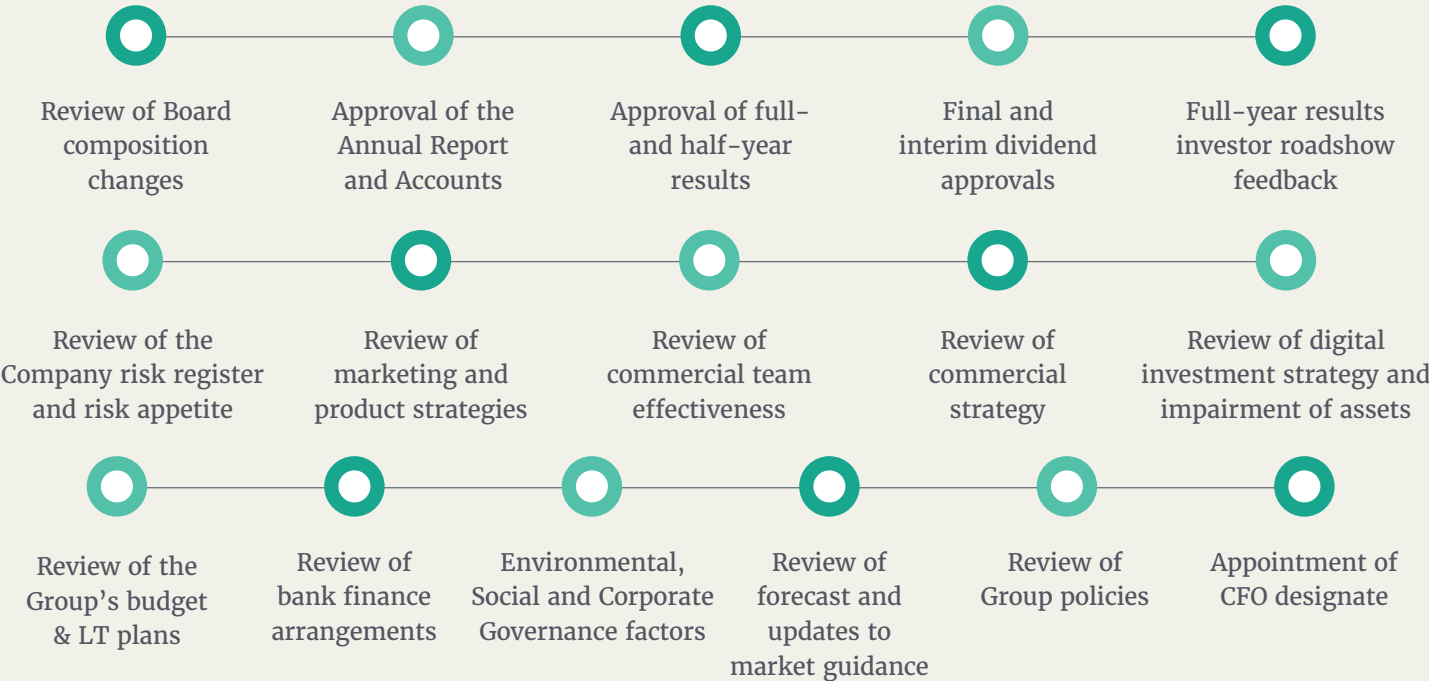 Review of Board
composition
changes
Approval of the
Annual Report
and Accounts
Approval of full-
and half-year
results
Final and
interim dividend
approvals
Full-year results
investor roadshow
feedback
Review of the
Company risk register
and risk appetite
Review of
marketing and
product strategies
Review of
commercial team
effectiveness
Review of
commercial
strategy
Review of digital
investment strategy and
impairment of assets
Review of the
Group’s budget
& LT plans
Review of
bank finance
arrangements
Environmental,
Social and Corporate
Governance factors
Review of
forecast and
updates to
market guidance
Review of
Group policies
Appointment of
CFO designate